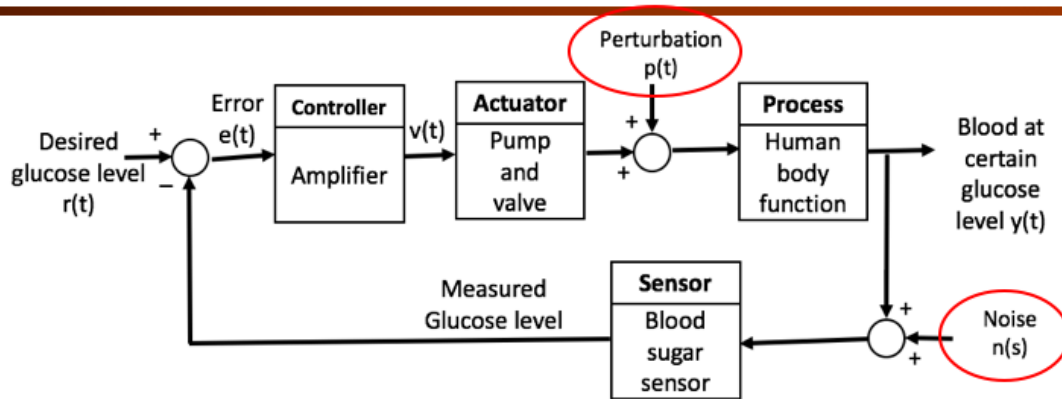 Perturbation
p(t)
Desired
glucose level
r(t)
+
−
Error
e(t)
Controller
Amplifier
v(t)
Actuator
Pump
and
valve
+
+
Process
Human
body
function
Blood at
certain
glucose
level y(t)
Measured
Glucose level
Sensor
Blood
sugar
sensor
+
+
Noise
n(s)